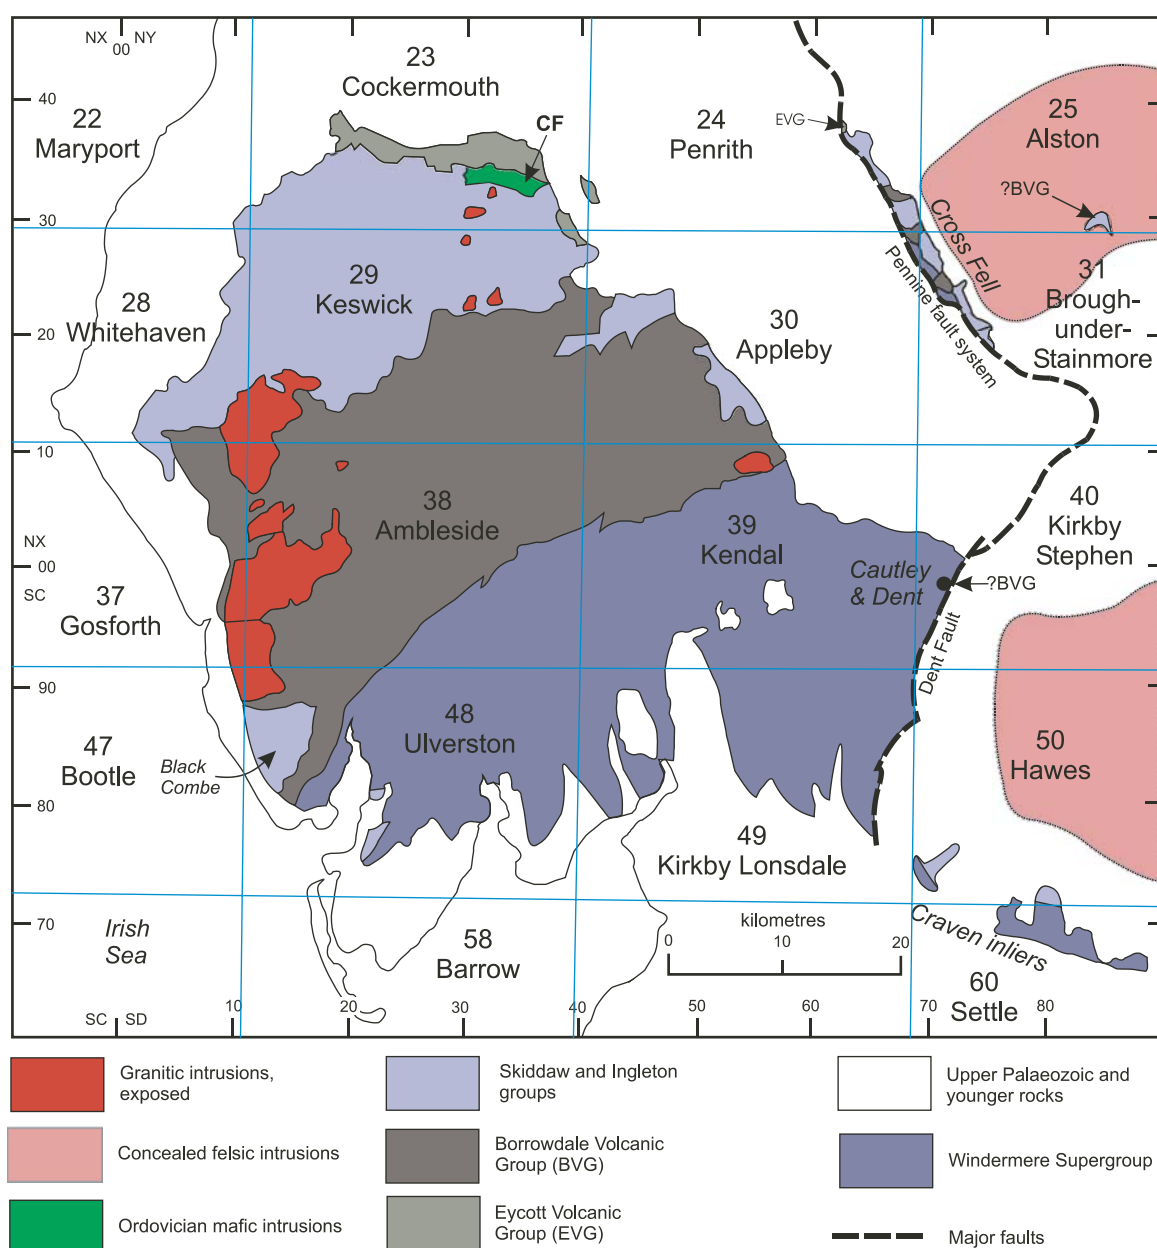 NX 00 NY
23
Cockermouth
40
22
Maryport
CF
24
Penrith
EVG
25
Alston
?BVG
30
Cross Fell
29
Keswick
28
Whitehaven
31
Brough-
under-
Stainmore
Pennine fault system
30
Appleby
20
10
38
Ambleside
39
Kendal
40
Kirkby
Stephen
NX
00
SC
Cautley
& Dent
?BVG
37
Gosforth
Dent Fault
90
48
Ulverston
47
Bootle
Black
Combe
50
Hawes
80
49
Kirkby Lonsdale
70
Irish
Sea
58
Barrow
kilometres
0 10 20
Craven inliers
60
Settle
SC SD
10 20 30 40 50 60 70 80
Granitic intrusions,
exposed
Concealed felsic intrusions
Ordovician mafic intrusions
Skiddaw and Ingleton
groups
Borrowdale Volcanic
Group (BVG)
Eycott Volcanic
Group (EVG)
Upper Palaeozoic and
younger rocks
Windermere Supergroup
Major faults